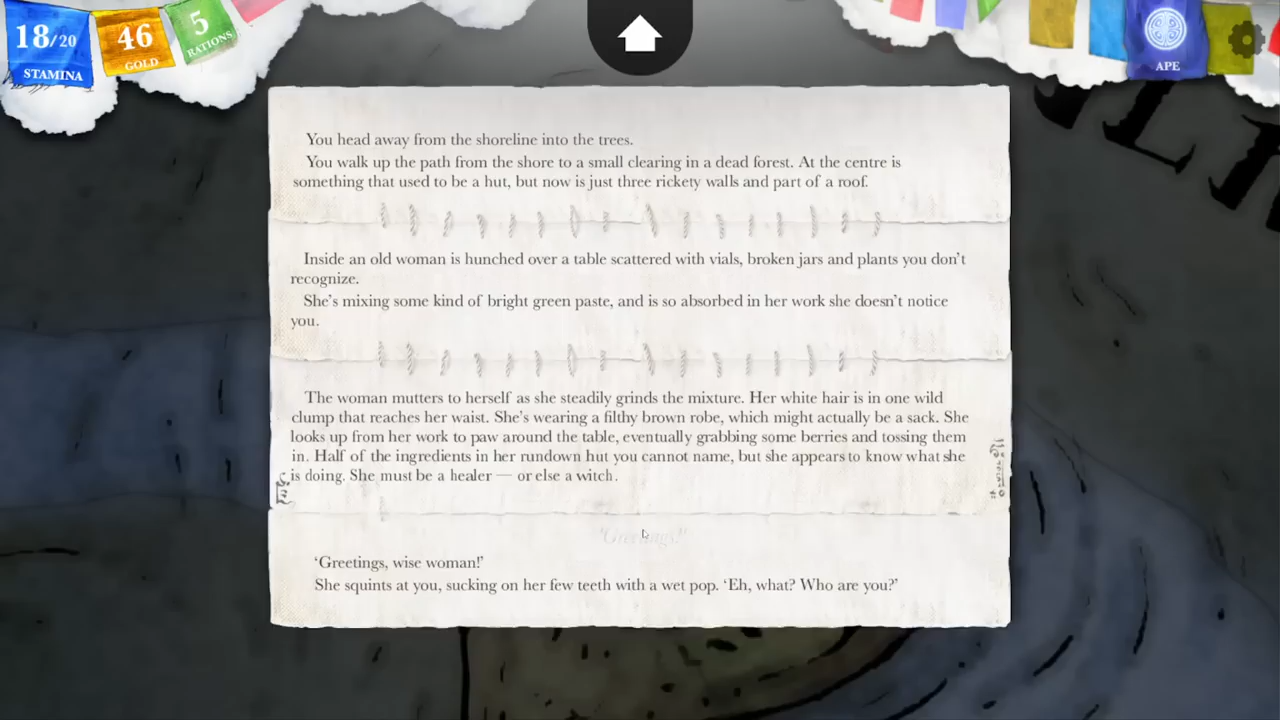 18/20
STAMINA
46
GOLD
5
RATIONS
APE
You head away from the shoreline into the trees.
You walk up the path from the shore to a small clearing in a dead forest. At the centre is
something that used to be a hut, but now is just three rickety walls and part of a roof.
Inside an old woman is hunched over a table scattered with vials, broken jars and plants you don't
recognize.
She's mixing some kind of bright green paste, and is so absorbed in her work she doesn't notice
you.
The woman mutters to herself as she steadily grinds the mixture. Her white hair is in one wild
clump that reaches her waist. She's wearing a filthy brown robe, which might actually be a sack. She
looks up from her work to paw around the table, eventually grabbing some berries and tossing them
in. Half of the ingredients in her rundown hut you cannot name, but she appears to know what she
is doing. She must be a healer — or else a witch.
'Greetings!'
'Greetings, wise woman!'
She squints at you, sucking on her few teeth with a wet pop. 'Eh, what? Who are you?'